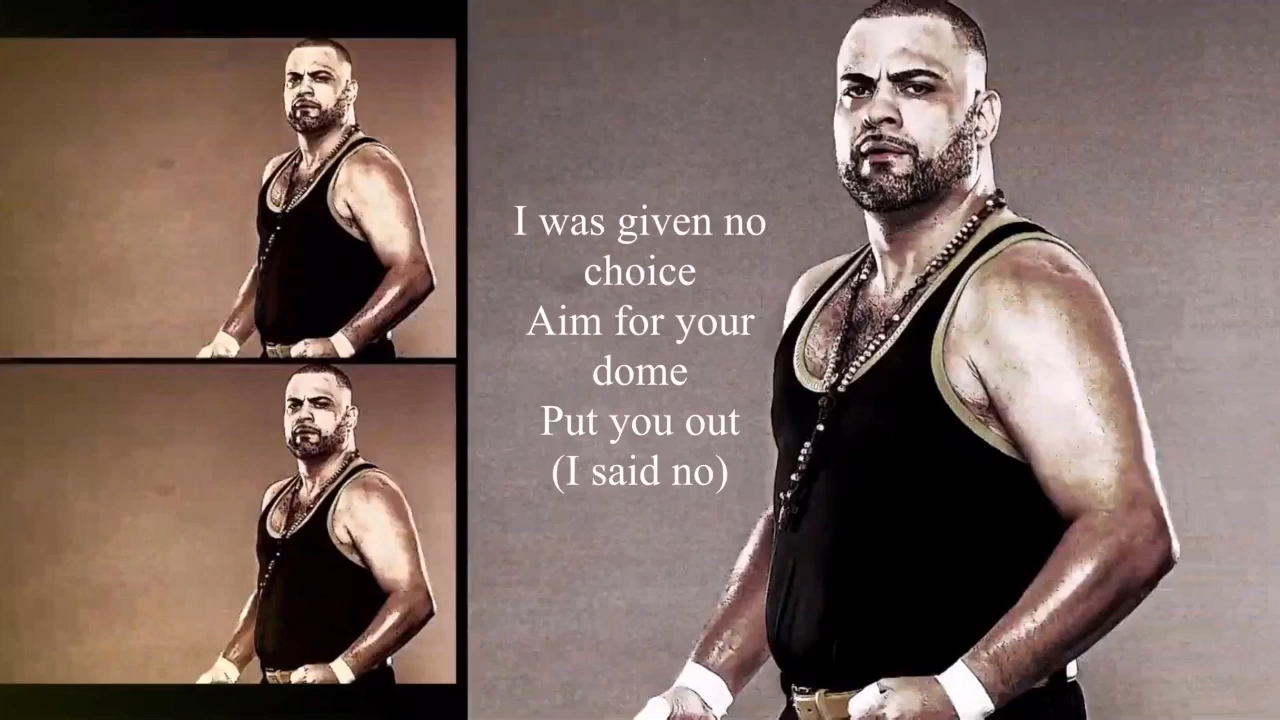 I was given no
choice
Aim for your
dome
Put you out
(I said no)